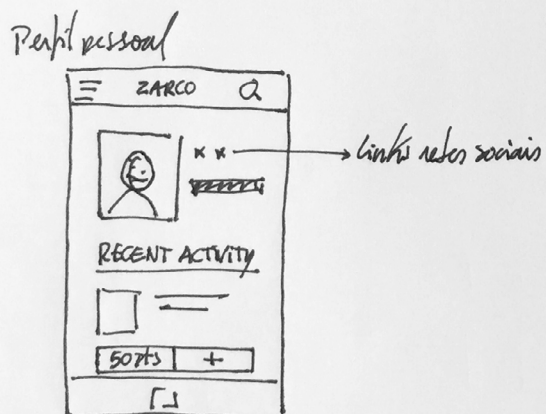 Perfil pessoal
ZARCO
x x
Links redes sociais
RECENT ACTIVITY
50pts +